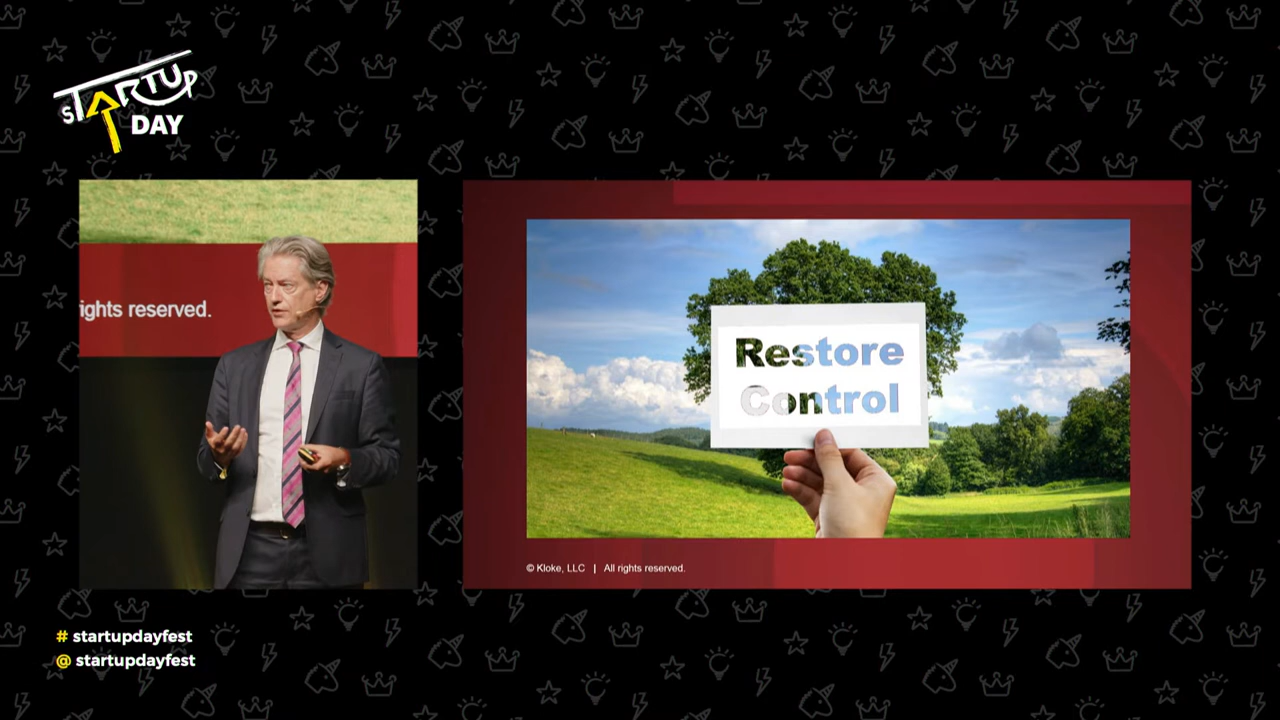 STARTUP
DAY
ights reserved.
Restore
Control
© Kloke, LLC | All rights reserved.
# startupdayfest
@ startupdayfest